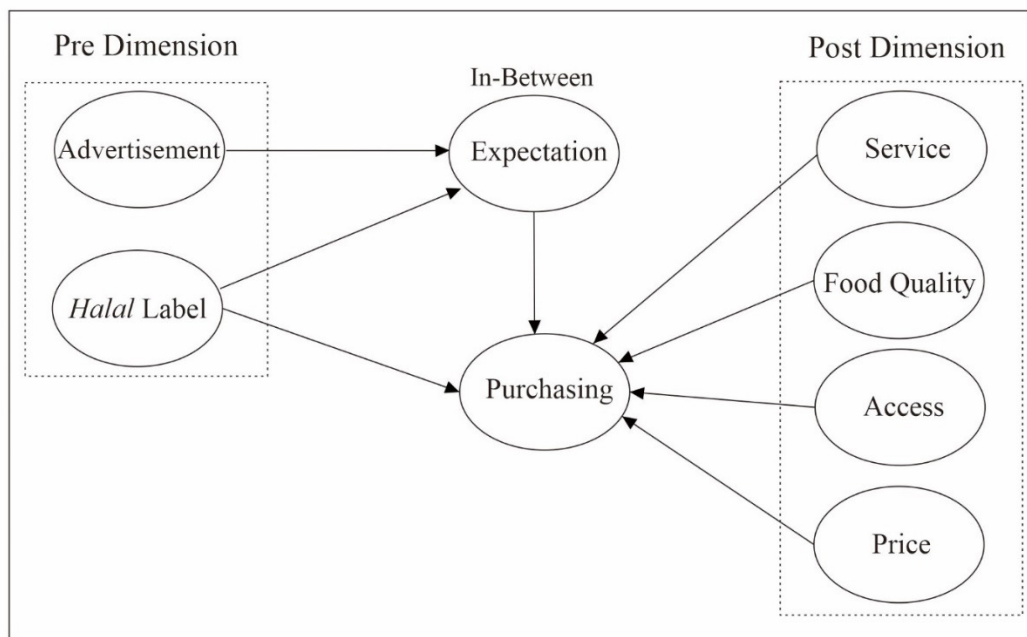 Pre Dimension
Advertisement
Halal Label
In-Between
Expectation
Purchasing
Post Dimension
Service
Food Quality
Access
Price